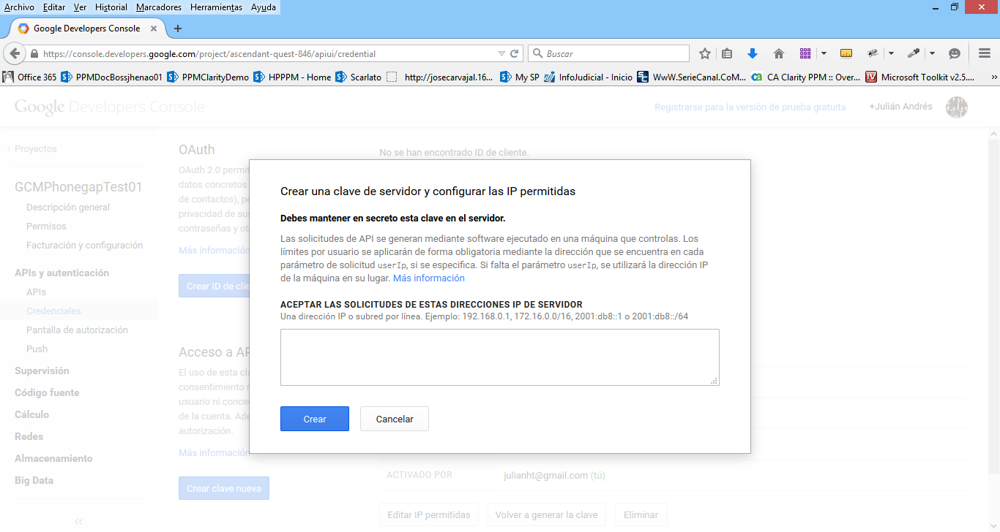 Archivo Editar Ver Historial Marcadores Herramientas Ayuda
Google Developers Console
https://console.developers.google.com/project/ascendant-quest-846/apiui/credential
Buscar
Office 365 PPMDocBossjhenao01 PPMClarityDemo HPPPM - Home Scarlato http://josecarvajal.16... My SP InfoJudicial - Inicio WwW.SerieCanal.CoM... CA Clarity PPM :: Over... Microsoft Toolkit v2.5....
Google Developers Console
Registrarse para la versión de prueba gratuita
+Julián Andrés
Proyectos
GCMPhonegapTest01
Descripción general
Permisos
Facturación y configuración
APIs y autenticación
APIs
Credenciales
Pantalla de autorización
Push
Supervisión
Código fuente
Cálculo
Redes
Almacenamiento
Big Data
OAuth
OAuth 2.0 permit
datos concretos
de contactos), pe
privacidad de sus
contraseñas y ot
Más información
Crear ID de clie
Acceso a AP
El uso de esta cla
consentimiento n
usuario ni conced
de la cuenta. Ade
autorización.
Más información
Crear clave nueva
No se han encontrado ID de cliente.
Crear una clave de servidor y configurar las IP permitidas
Debes mantener en secreto esta clave en el servidor.
Las solicitudes de API se generan mediante software ejecutado en una máquina que controlas. Los
límites por usuario se aplicarán de forma obligatoria mediante la dirección que se encuentra en cada
parámetro de solicitud userIp, si se especifica. Si falta el parámetro userIp, se utilizará la dirección IP
de la máquina en su lugar. Más información
ACEPTAR LAS SOLICITUDES DE ESTAS DIRECCIONES IP DE SERVIDOR
Una dirección IP o subred por línea. Ejemplo: 192.168.0.1, 172.16.0.0/16, 2001:db8::1 o 2001:db8::/64
Crear
Cancelar
ACTIVADO POR
julianht@gmail.com (tú)
Editar IP permitidas
Volver a generar la clave
Eliminar